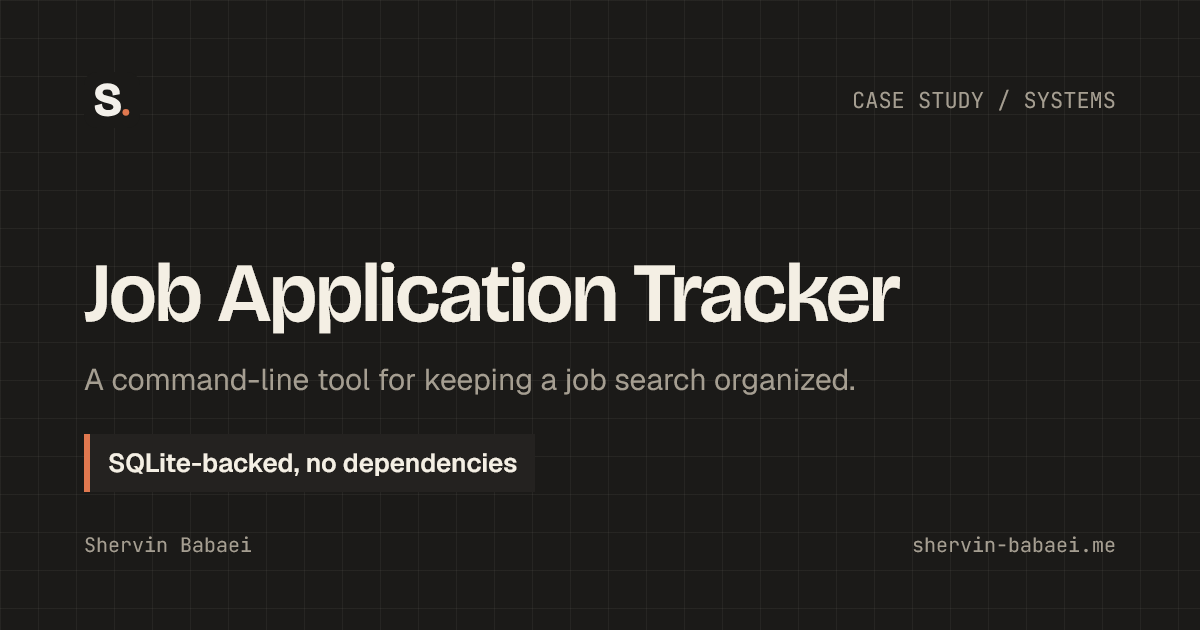 S.
CASE STUDY / SYSTEMS
Job Application Tracker
A command-line tool for keeping a job search organized.
SQLite-backed, no dependencies
Shervin Babaei
shervin-babaei.me